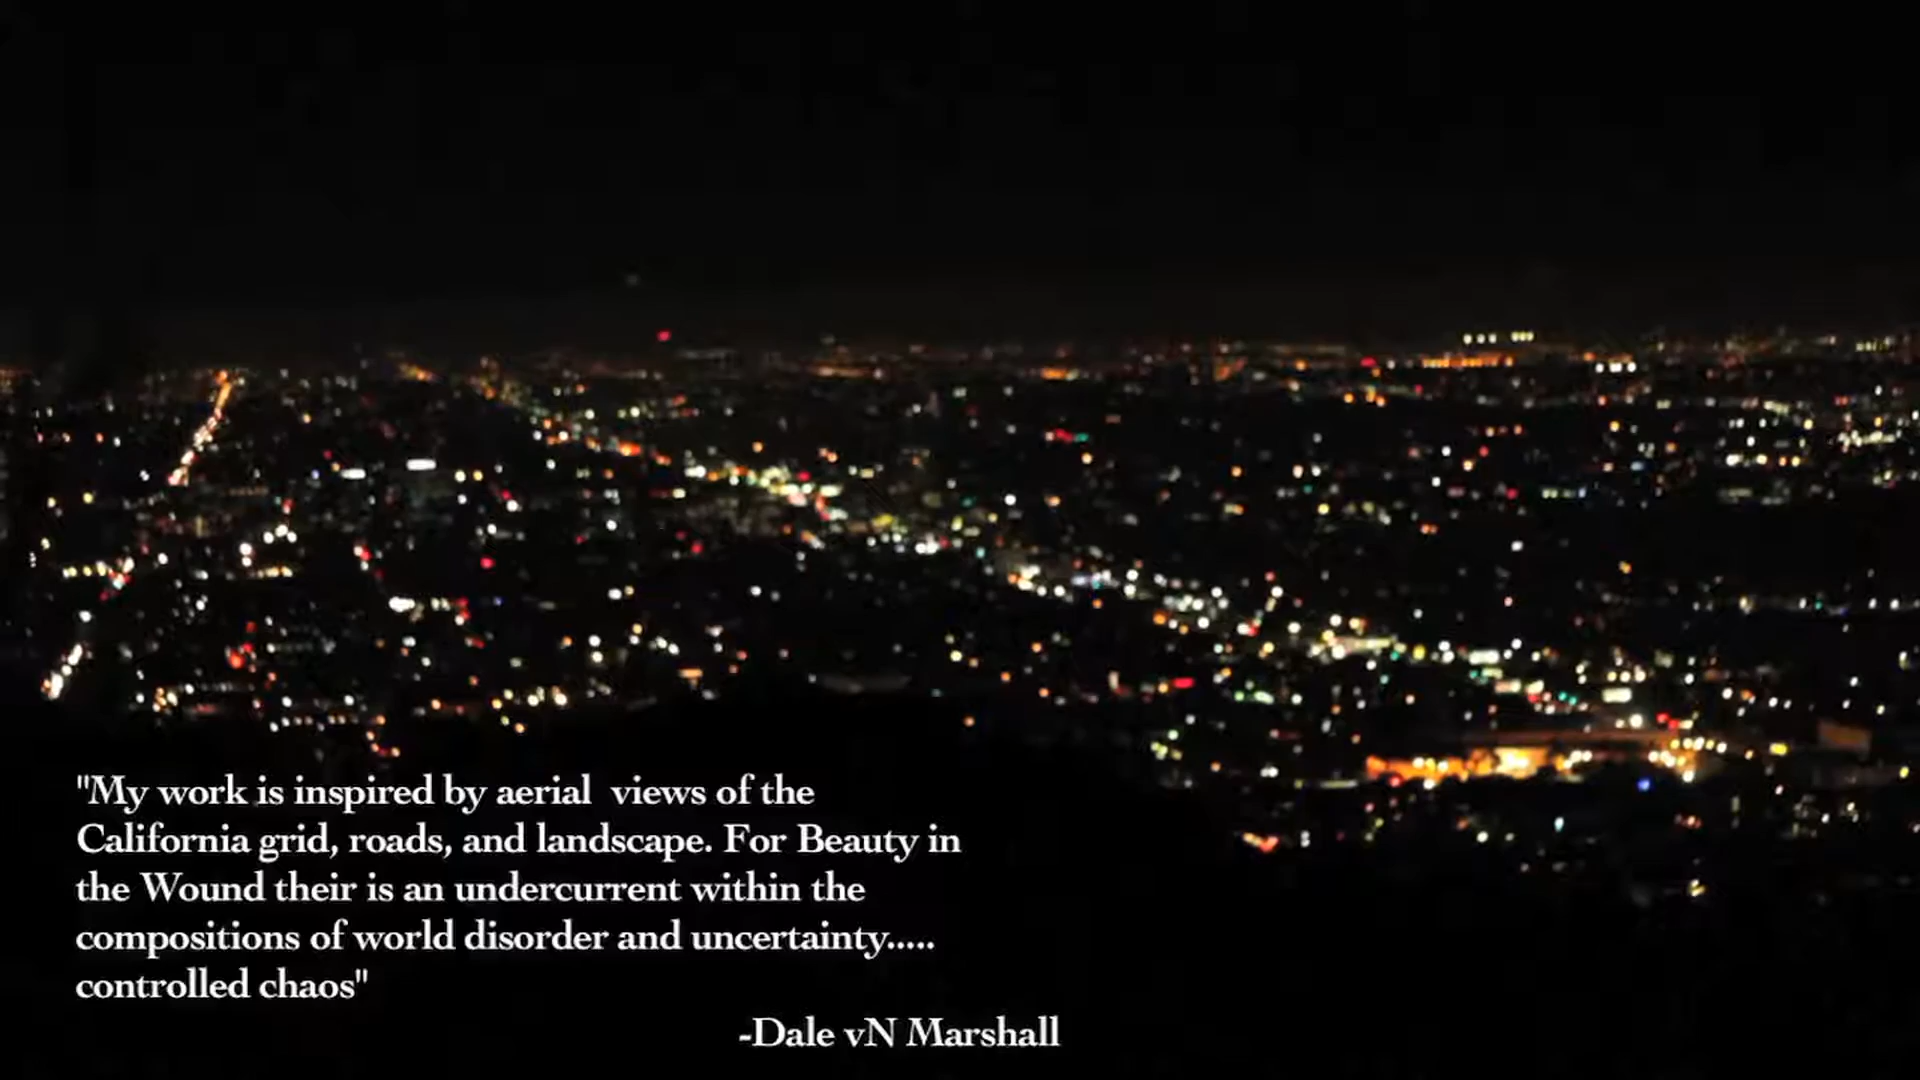 "My work is inspired by aerial  views of the
California grid, roads, and landscape. For Beauty in
the Wound their is an undercurrent within the
compositions of world disorder and uncertainty.....
controlled chaos"
-Dale vN Marshall